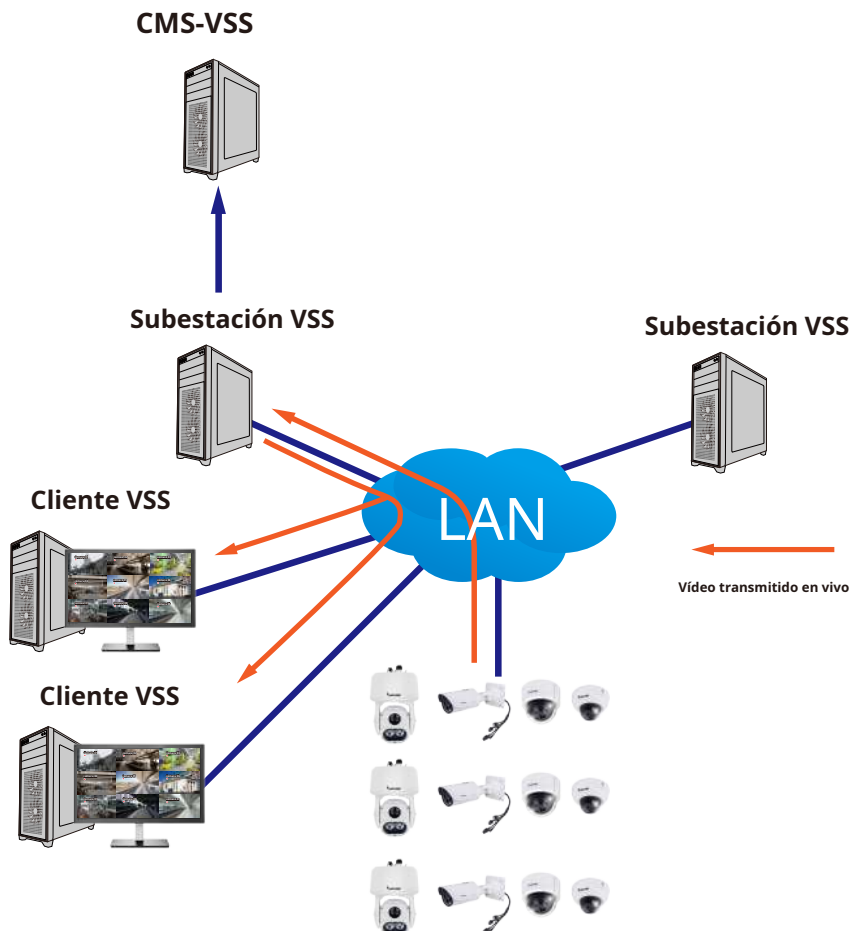 CMS-VSS
Subestación VSS
Subestación VSS
Cliente VSS
LAN
Vídeo transmitido en vivo
Cliente VSS